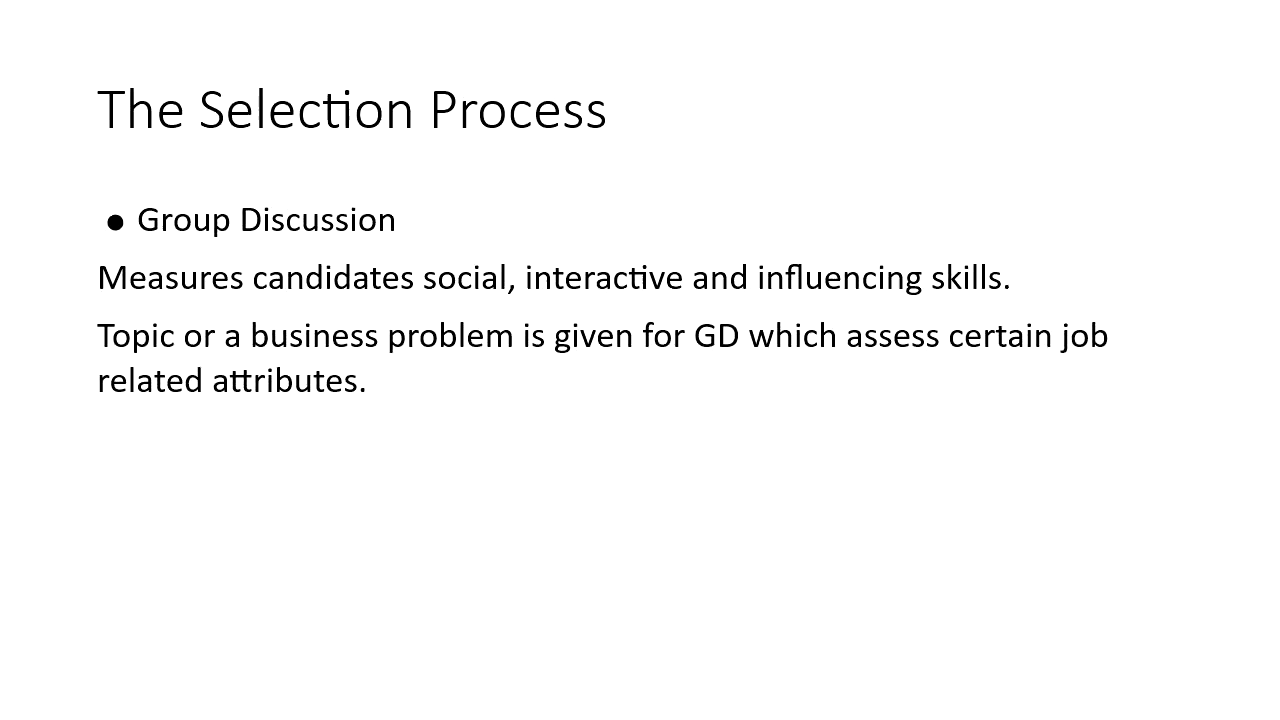 The Selection Process
● Group Discussion
Measures candidates social, interactive and influencing skills.
Topic or a business problem is given for GD which assess certain job
related attributes.